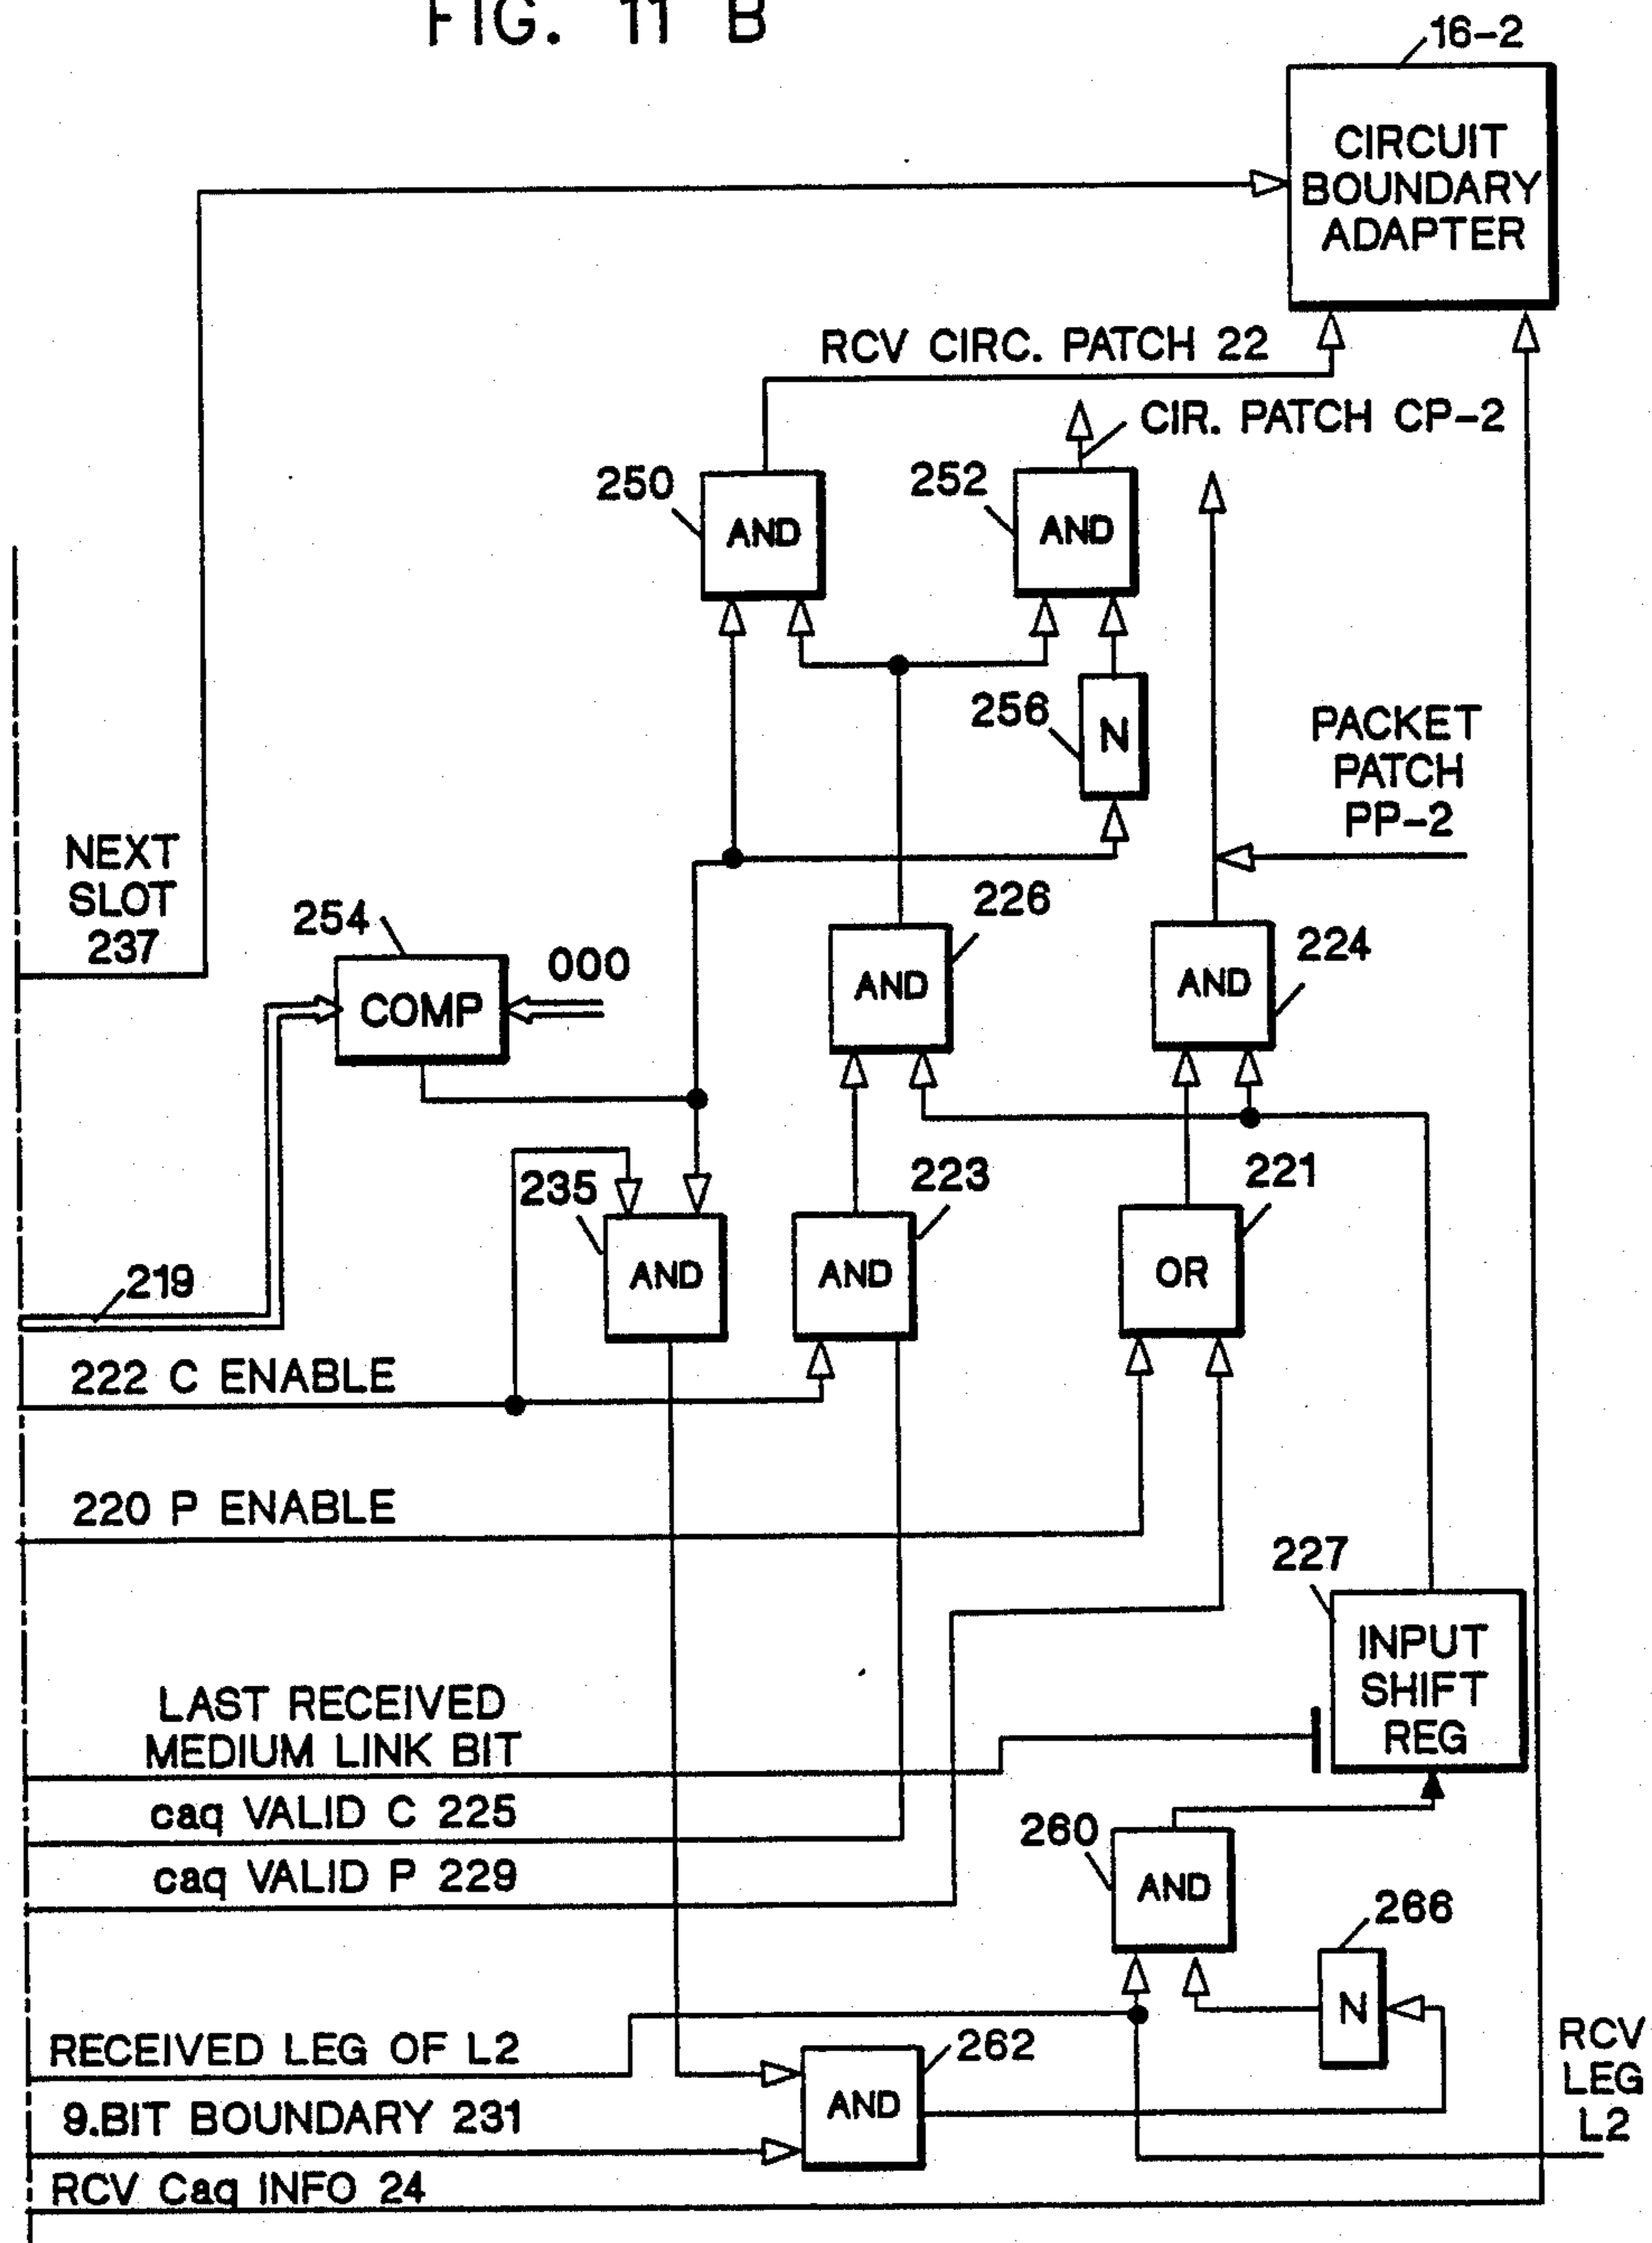 FIG. 11 B
16-2
CIRCUIT
BOUNDARY
ADAPTER
RCV CIRC. PATCH 22
CIR. PATCH CP-2
250
AND
252
AND
256
N
PACKET
PATCH
PP-2
NEXT
SLOT
237
254
COMP
000
226
AND
224
AND
235
AND
223
AND
221
OR
219
222 C ENABLE
220 P ENABLE
227
INPUT
SHIFT
REG
LAST RECEIVED
MEDIUM LINK BIT
caq VALID C 225
caq VALID P 229
260
AND
266
N
RECEIVED LEG OF L2
262
AND
RCV
LEG
L2
9.BIT BOUNDARY 231
RCV Caq INFO 24